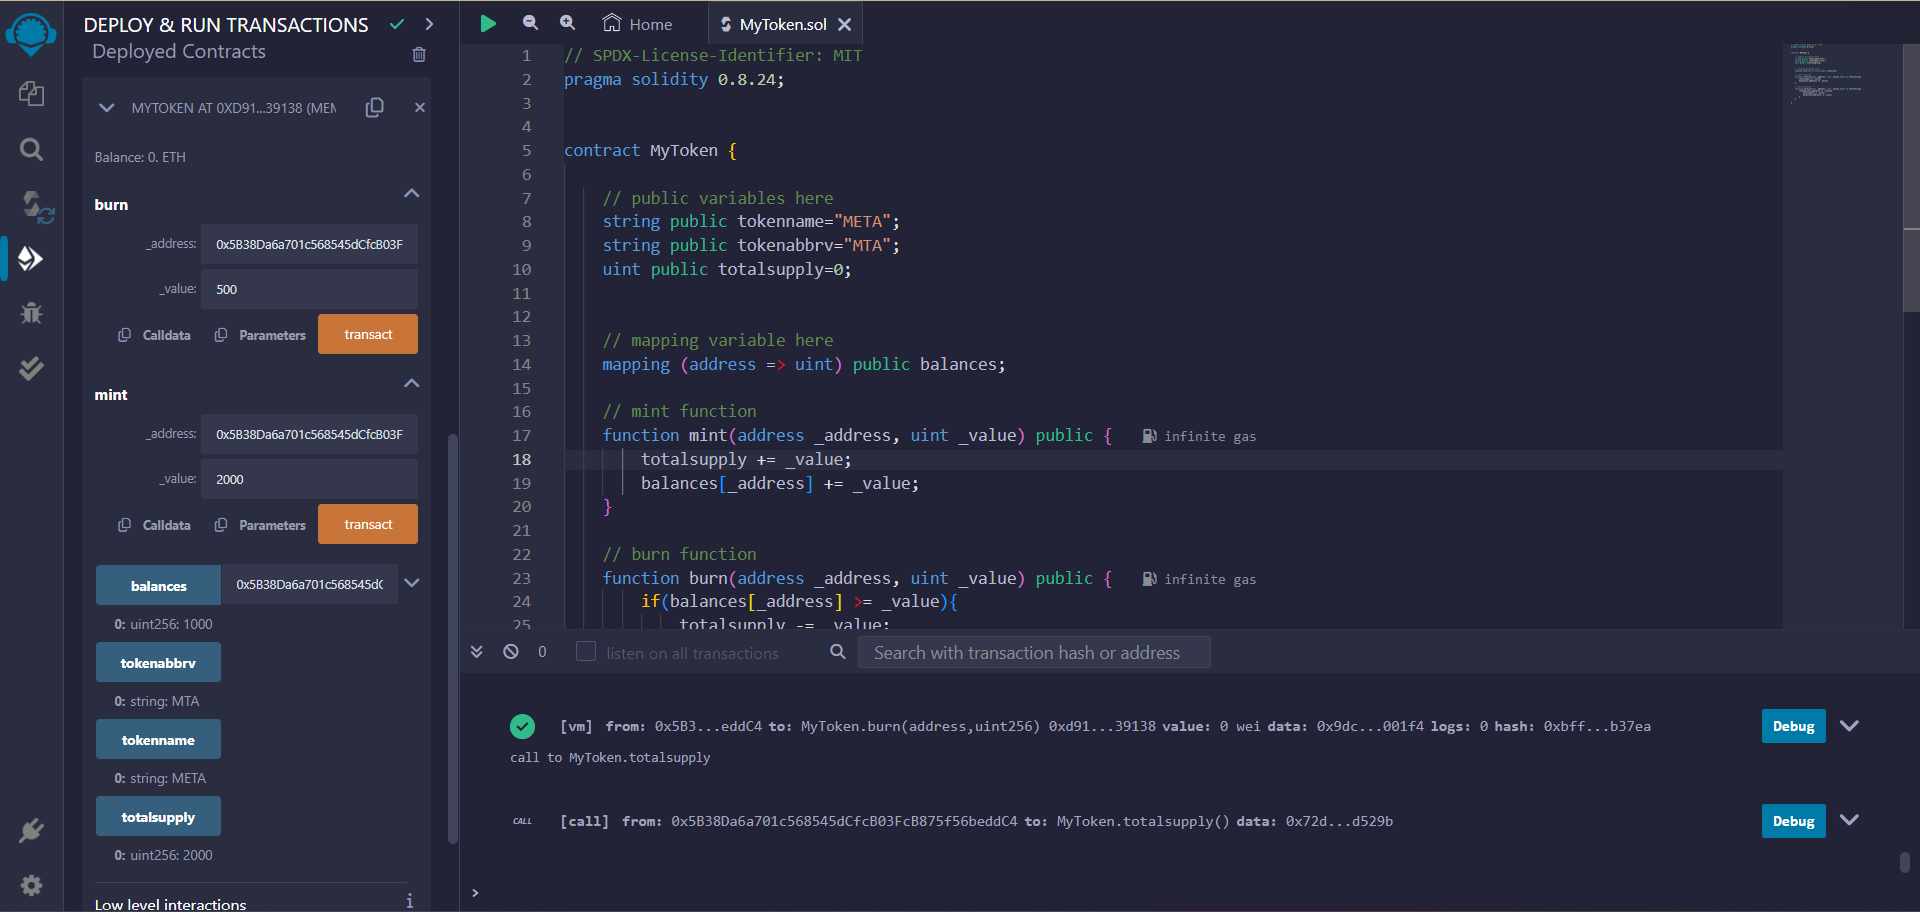 DEPLOY & RUN TRANSACTIONS
Deployed Contracts
MYTOKEN AT 0XD91...39138 (MEM
Balance: 0. ETH
burn
_address: 0x5B38Da6a701c568545dCfcB03F
_value: 500
Calldata Parameters transact
mint
_address: 0x5B38Da6a701c568545dCfcB03F
_value: 2000
Calldata Parameters transact
balances 0x5B38Da6a701c568545dC
0: uint256: 1000
tokenabbrv
0: string: MTA
tokenname
0: string: META
totalsupply
0: uint256: 2000
Low level interactions i
Home MyToken.sol
1 // SPDX-License-Identifier: MIT
2 pragma solidity 0.8.24;
3
4
5 contract MyToken {
6
7 // public variables here
8 string public tokenname="META";
9 string public tokenabbrv="MTA";
10 uint public totalsupply=0;
11
12
13 // mapping variable here
14 mapping (address => uint) public balances;
15
16 // mint function
17 function mint(address _address, uint _value) public { infinite gas
18 totalsupply += _value;
19 balances[_address] += _value;
20 }
21
22 // burn function
23 function burn(address _address, uint _value) public { infinite gas
24 if(balances[_address] >= _value){
25 totalsupply -= _value;
0 listen on all transactions Search with transaction hash or address
[vm] from: 0x5B3...eddC4 to: MyToken.burn(address,uint256) 0xd91...39138 value: 0 wei data: 0x9dc...001f4 logs: 0 hash: 0xbff...b37ea Debug
call to MyToken.totalsupply
CALL [call] from: 0x5B38Da6a701c568545dCfcB03FcB875f56beddC4 to: MyToken.totalsupply() data: 0x72d...d529b Debug
>